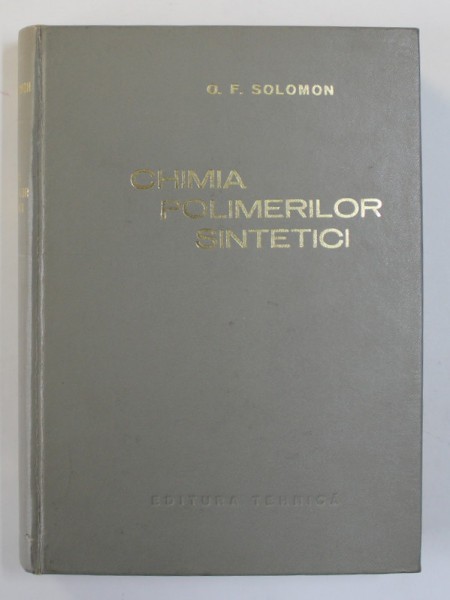 O. F. SOLOMON
CHIMIA
POLIMERILOR
SINTETICI
EDITURA TEHNICĂ